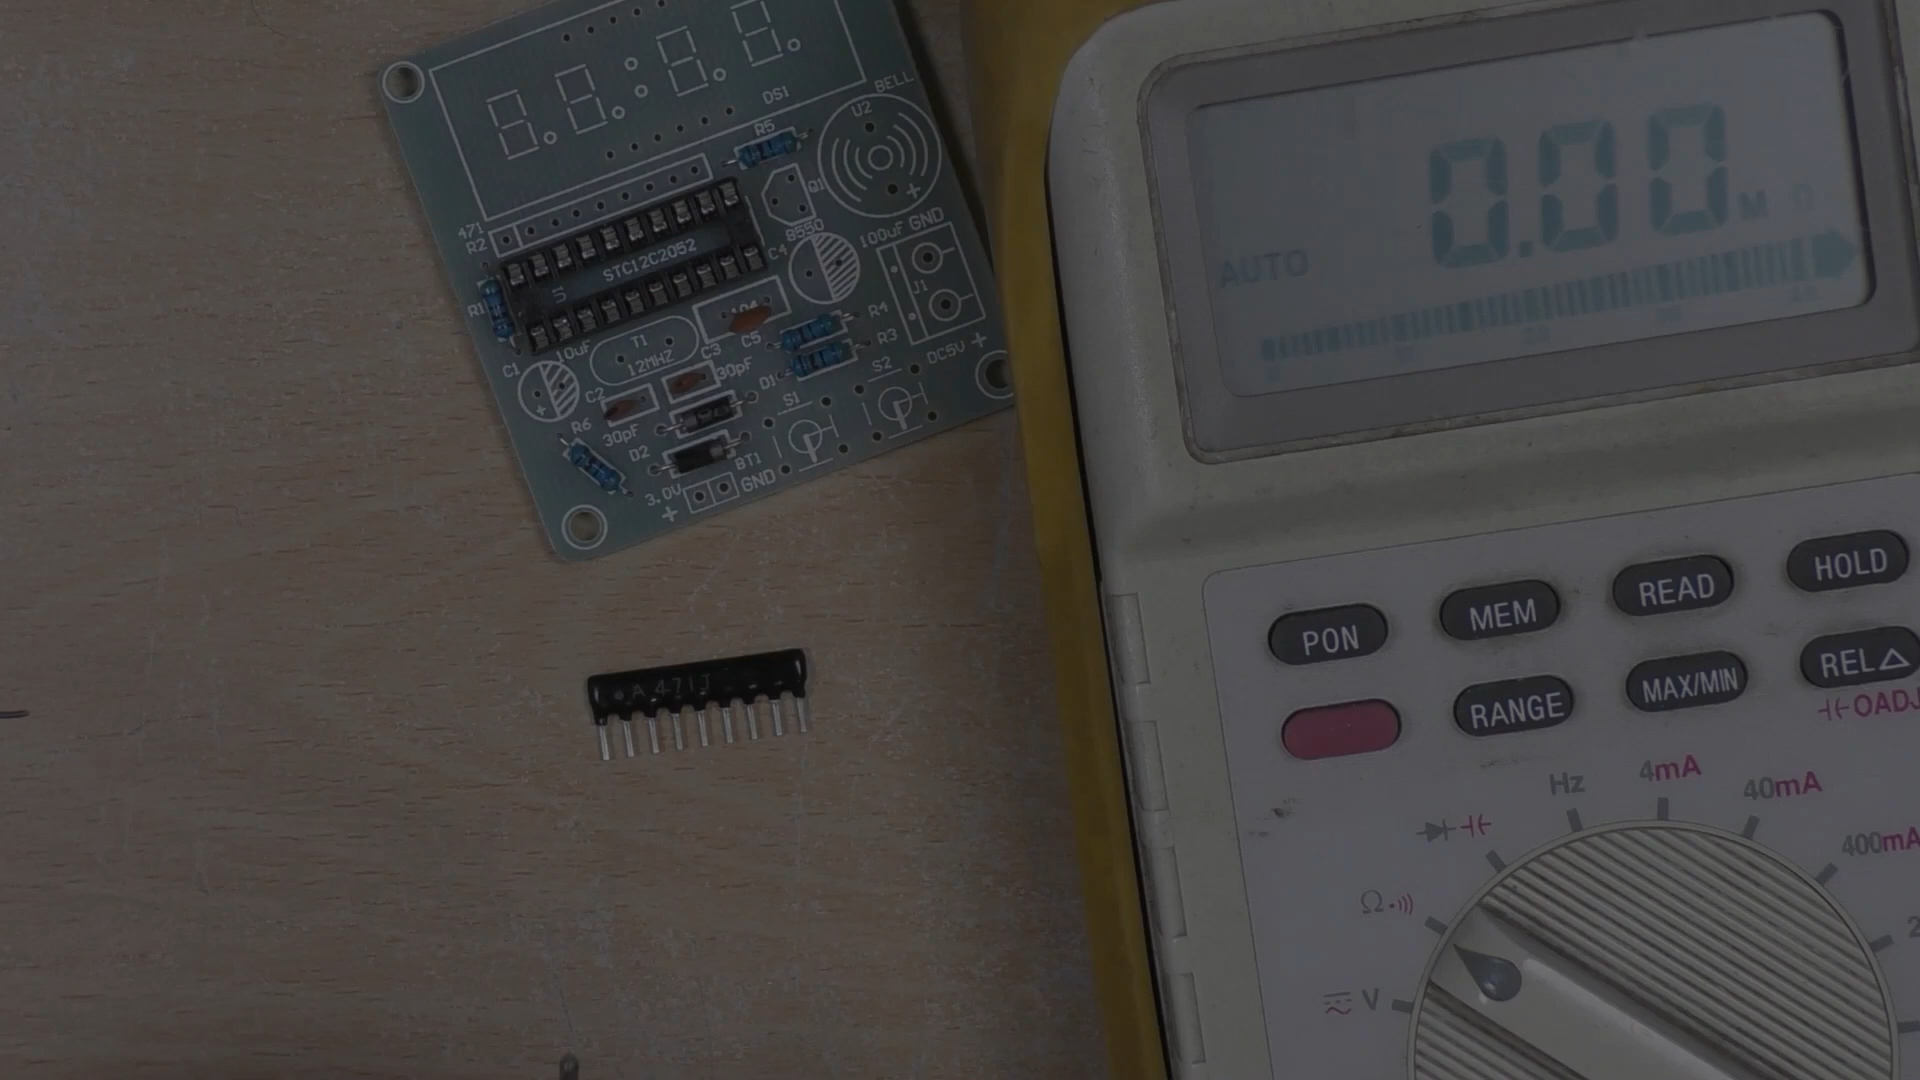 DS1
BELL
U2
R5
Q1
8550
471
R2
STC12C2052
100uF
GND
C4
R1
104
J1
10uF
T1
12MHZ
C3
C5
R4
R3
C1
C2
30pF
D1
S2
DC5V
+
S1
R6
30pF
D2
BT1
3.0V
GND
+
A 471J
AUTO
0.00
M Ω
PON
MEM
READ
HOLD
RANGE
MAX/MIN
REL△
Hz
4mA
40mA
400mA
Ω
V